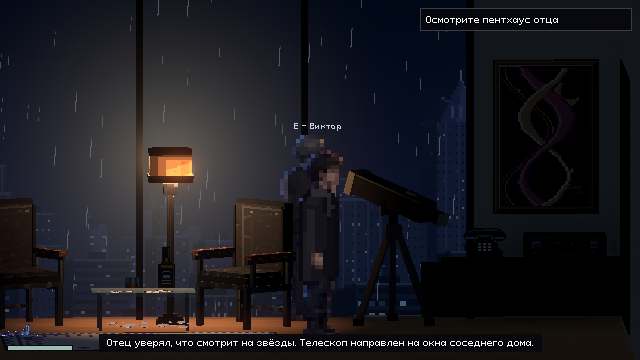 Осмотрите пентхаус отца
E - Виктор
Отец уверял, что смотрит на звёзды. Телескоп направлен на окна соседнего дома.